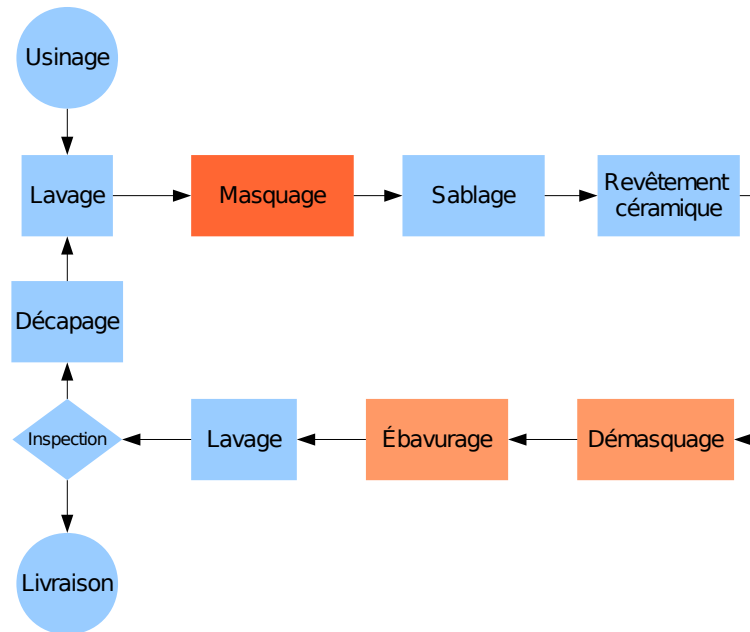 Usinage
Lavage
Masquage
Sablage
Revêtement
céramique
Décapage
Inspection
Lavage
Ébavurage
Démasquage
Livraison